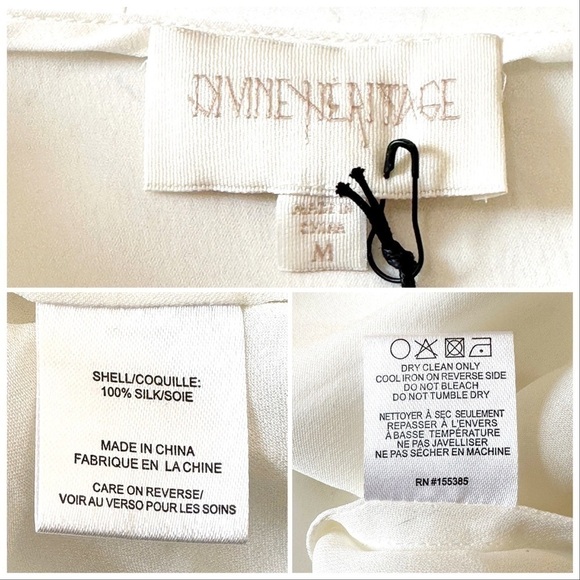 DIVINE HERITAGE
MADE IN
CHINA
M
SHELL/COQUILLE:
100% SILK/SOIE
MADE IN CHINA
FABRIQUE EN LA CHINE
CARE ON REVERSE/
VOIR AU VERSO POUR LES SOINS
DRY CLEAN ONLY
COOL IRON ON REVERSE SIDE
DO NOT BLEACH
DO NOT TUMBLE DRY
NETTOYER À SEC SEULEMENT
REPASSER À L'ENVERS
À BASSE TEMPÉRATURE
NE PAS JAVELLISER
NE PAS SÉCHER EN MACHINE
RN #155385